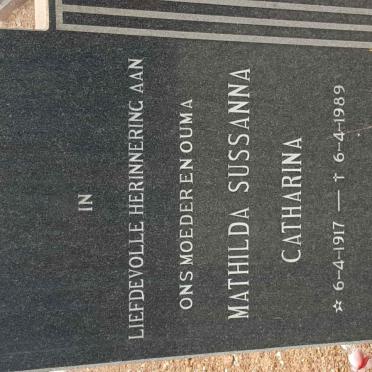 IN
LIEFDEVOLLE HERINNERING AAN
ONS MOEDER EN OUMA
MATHILDA SUSSANNA
CATHARINA
☆ 6-4-1917 — † 6-4-1989